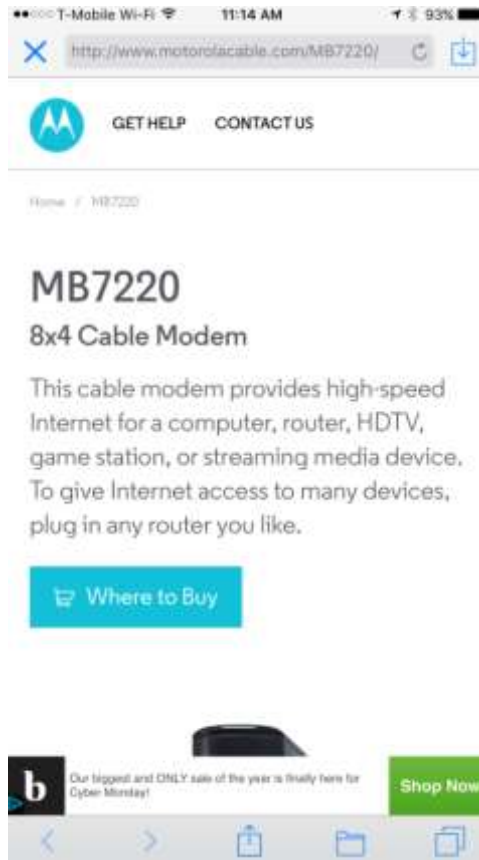 T-Mobile Wi-Fi 11:14 AM 93%
http://www.motorolacable.com/MB7220/
GET HELP CONTACT US
Home / MB7220
MB7220
8x4 Cable Modem
This cable modem provides high-speed
Internet for a computer, router, HDTV,
game station, or streaming media device.
To give Internet access to many devices,
plug in any router you like.
Where to Buy
b
Our biggest and ONLY sale of the year is finally here for
Cyber Monday!
Shop Now